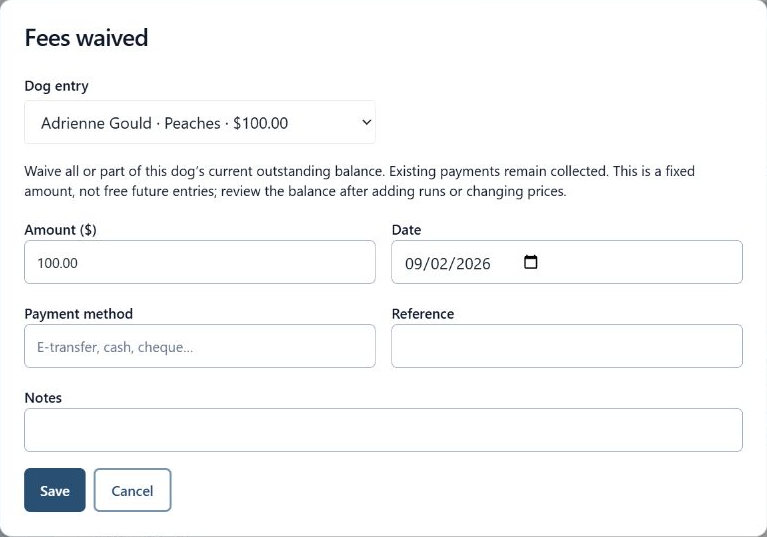 Fees waived
Dog entry
Adrienne Gould · Peaches · $100.00
Waive all or part of this dog's current outstanding balance. Existing payments remain collected. This is a fixed
amount, not free future entries; review the balance after adding runs or changing prices.
Amount ($)
Date
100.00
09/02/2026
Payment method
Reference
E-transfer, cash, cheque...
Notes
Save
Cancel